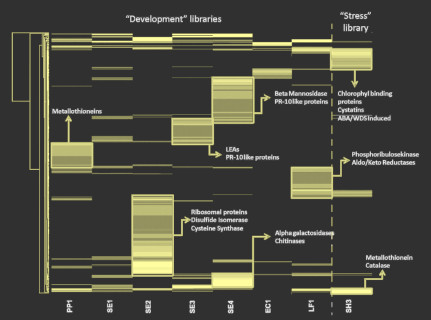 "Development" libraries
"Stress"
library
Metallothioneins
Beta Mannosidase
PR-10like proteins
Chlorophyl binding
proteins
Cystatins
ABA/WDS induced
LEAs
PR-10like proteins
Phosphoribulosekinase
Aldo/Keto Reductases
Ribosomal proteins
Disulfide isomerase
Cysteine Synthase
Alpha galactosidases
Chitinases
Metallothionein
Catalase
PP1
SE1
SE2
SE3
SE4
EC1
LF1
SH3